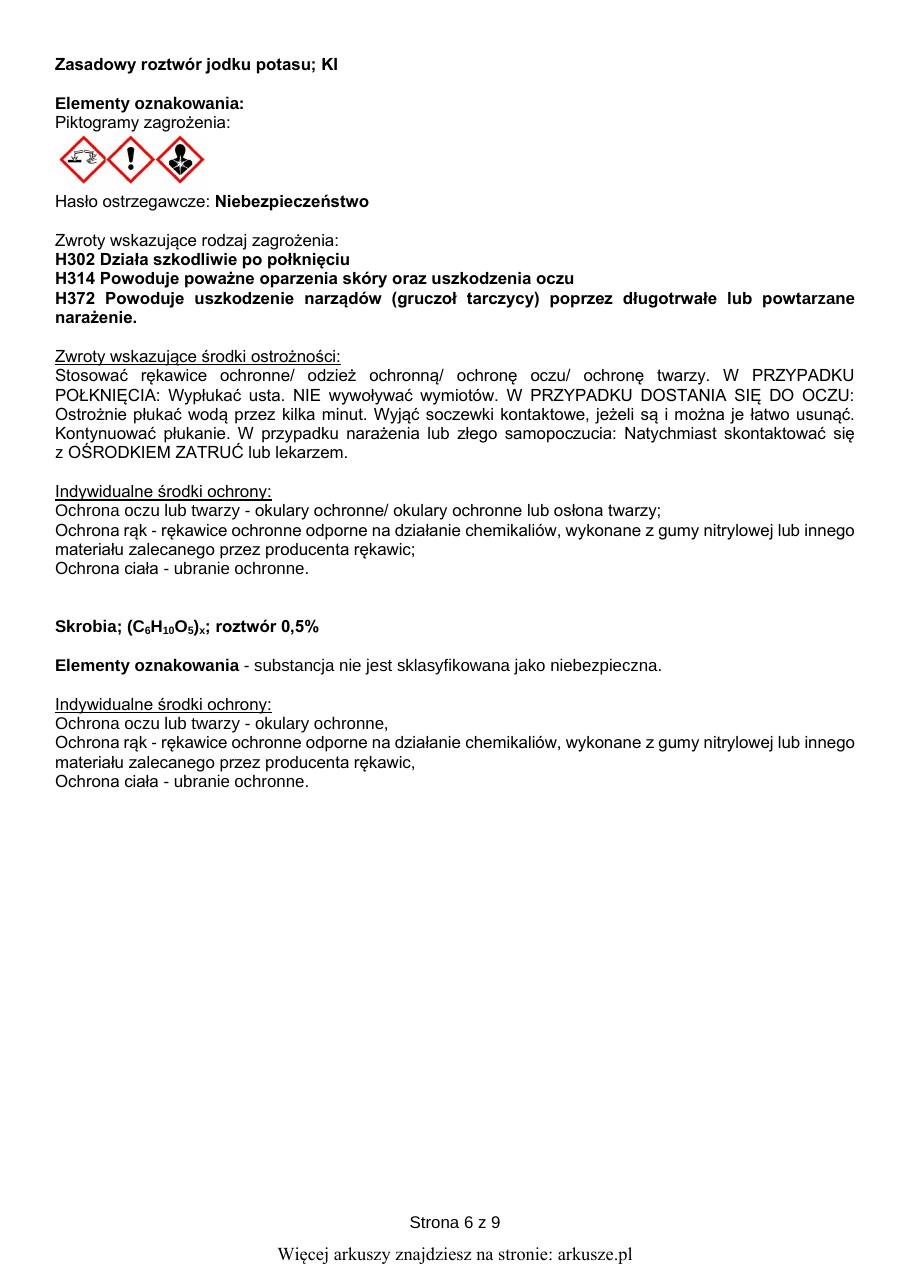 Zasadowy roztwór jodku potasu; KI
Elementy oznakowania:
Piktogramy zagrożenia:
Hasło ostrzegawcze: Niebezpieczeństwo
Zwroty wskazujące rodzaj zagrożenia:
H302 Działa szkodliwie po połknięciu
H314 Powoduje poważne oparzenia skóry oraz uszkodzenia oczu
H372 Powoduje uszkodzenie narządów (gruczoł tarczycy) poprzez długotrwałe lub powtarzane
narażenie.
Zwroty wskazujące środki ostrożności:
Stosować rękawice ochronne/ odzież ochronną/ ochronę oczu/ ochronę twarzy. W PRZYPADKU
POŁKNIĘCIA: Wypłukać usta. NIE wywoływać wymiotów. W PRZYPADKU DOSTANIA SIĘ DO OCZU:
Ostrożnie płukać wodą przez kilka minut. Wyjąć soczewki kontaktowe, jeżeli są i można je łatwo usunąć.
Kontynuować płukanie. W przypadku narażenia lub złego samopoczucia: Natychmiast skontaktować się
z OŚRODKIEM ZATRUĆ lub lekarzem.
Indywidualne środki ochrony:
Ochrona oczu lub twarzy - okulary ochronne/ okulary ochronne lub osłona twarzy;
Ochrona rąk - rękawice ochronne odporne na działanie chemikaliów, wykonane z gumy nitrylowej lub innego
materiału zalecanego przez producenta rękawic;
Ochrona ciała - ubranie ochronne.
Skrobia; (C₆H₁₀O₅)ₓ; roztwór 0,5%
Elementy oznakowania - substancja nie jest sklasyfikowana jako niebezpieczna.
Indywidualne środki ochrony:
Ochrona oczu lub twarzy - okulary ochronne,
Ochrona rąk - rękawice ochronne odporne na działanie chemikaliów, wykonane z gumy nitrylowej lub innego
materiału zalecanego przez producenta rękawic,
Ochrona ciała - ubranie ochronne.
Strona 6 z 9
Więcej arkuszy znajdziesz na stronie: arkusze.pl